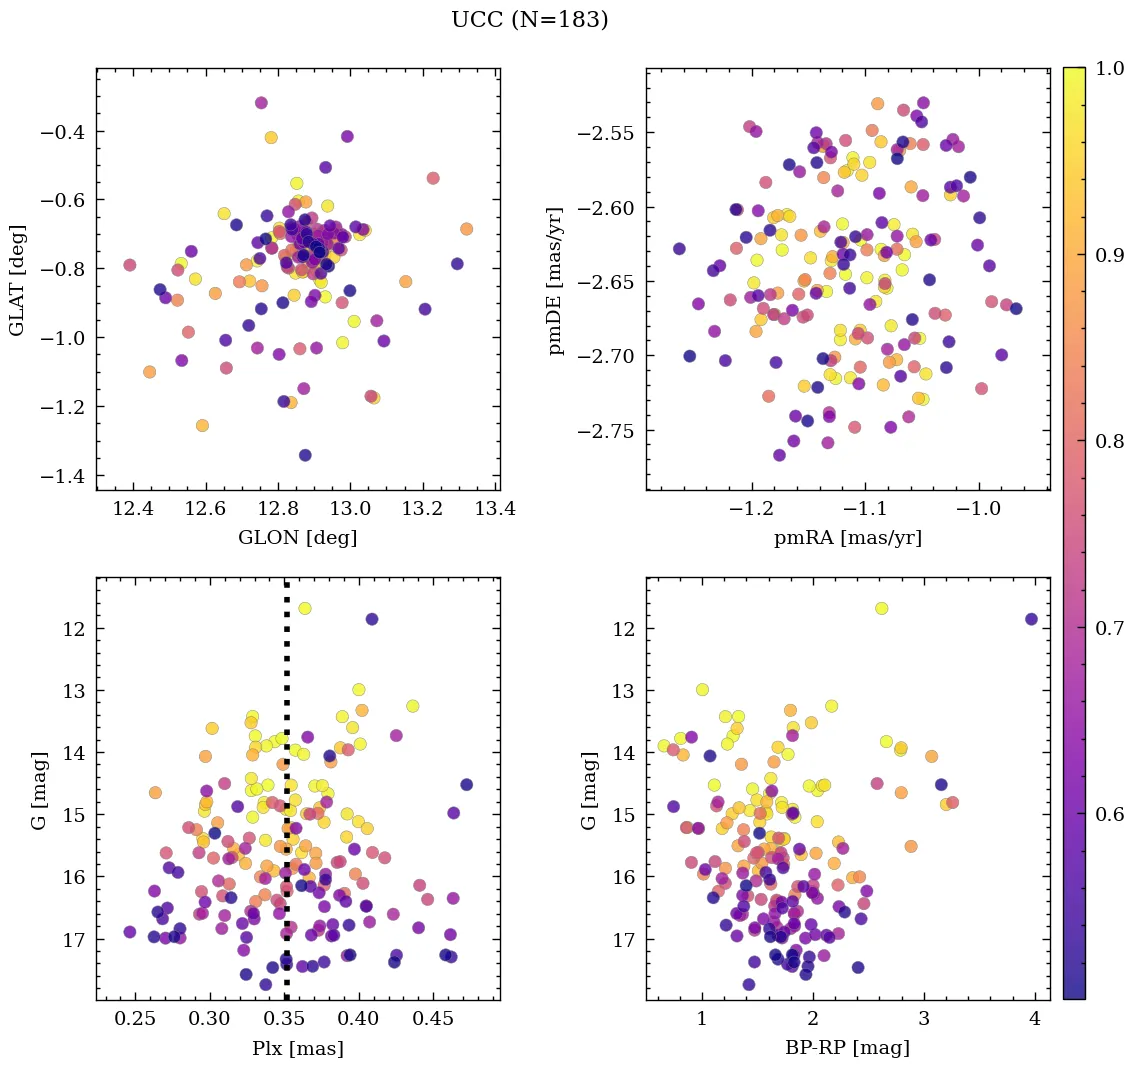 UCC (N=183)
−0.4
−0.6
−0.8
−1.0
−1.2
−1.4
GLAT [deg]
12.4 12.6 12.8 13.0 13.2 13.4
GLON [deg]
−2.55
−2.60
−2.65
−2.70
−2.75
pmDE [mas/yr]
−1.2 −1.1 −1.0
pmRA [mas/yr]
1.0
0.9
0.8
0.7
0.6
12
13
14
15
16
17
G [mag]
0.25 0.30 0.35 0.40 0.45
Plx [mas]
12
13
14
15
16
17
G [mag]
1 2 3 4
BP-RP [mag]